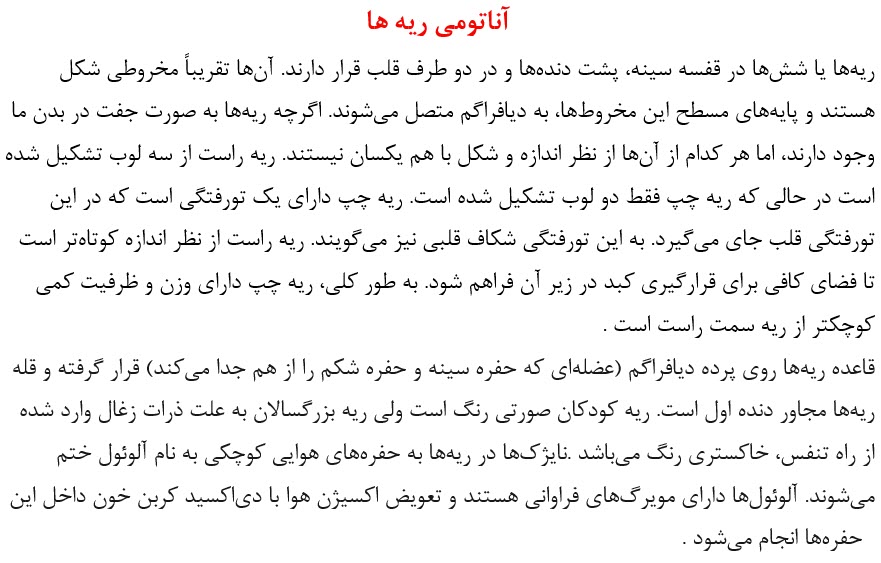 آناتومی ریه ها
ریه‌ها یا شش‌ها در قفسه سینه، پشت دنده‌ها و در دو طرف قلب قرار دارند. آن‌ها تقریباً مخروطی شکل
هستند و پایه‌های مسطح این مخروط‌ها، به دیافراگم متصل می‌شوند. اگرچه ریه‌ها به صورت جفت در بدن ما
وجود دارند، اما هر کدام از آن‌ها از نظر اندازه و شکل با هم یکسان نیستند. ریه راست از سه لوب تشکیل شده
است در حالی که ریه چپ فقط دو لوب تشکیل شده است. ریه چپ دارای یک تورفتگی است که در این
تورفتگی قلب جای می‌گیرد. به این تورفتگی شکاف قلبی نیز می‌گویند. ریه راست از نظر اندازه کوتاه‌تر است
تا فضای کافی برای قرارگیری کبد در زیر آن فراهم شود. به طور کلی، ریه چپ دارای وزن و ظرفیت کمی
کوچکتر از ریه سمت راست است .
قاعده ریه‌ها روی پرده دیافراگم (عضله‌ای که حفره سینه و حفره شکم را از هم جدا می‌کند) قرار گرفته و قله
ریه‌ها مجاور دنده اول است. ریه کودکان صورتی رنگ است ولی ریه بزرگسالان به علت ذرات زغال وارد شده
از راه تنفس، خاکستری رنگ می‌باشد .نایژک‌ها در ریه‌ها به حفره‌های هوایی کوچکی به نام آلوئول ختم
می‌شوند. آلوئول‌ها دارای مویرگ‌های فراوانی هستند و تعویض اکسیژن هوا با دی‌اکسید کربن خون داخل این
حفره‌ها انجام می‌شود .